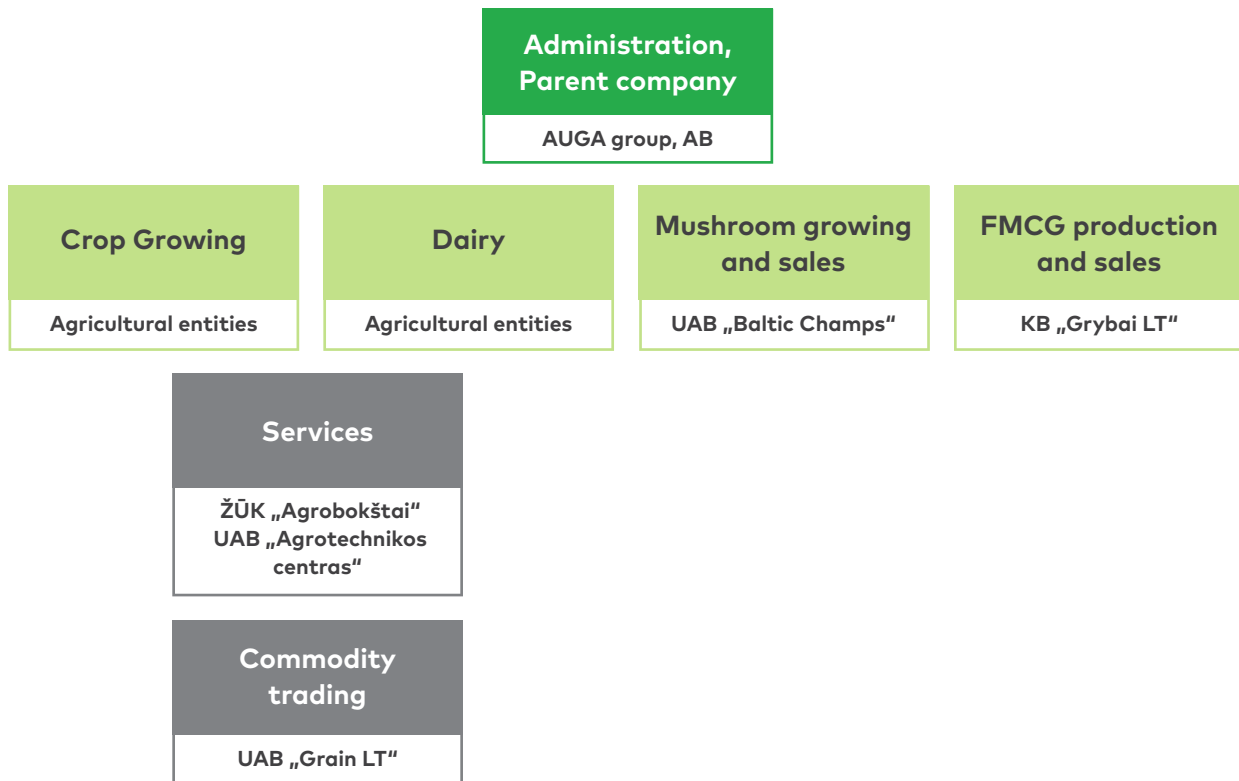 Administration,
Parent company
AUGA group, AB
Crop Growing
Agricultural entities
Dairy
Agricultural entities
Mushroom growing
and sales
UAB „Baltic Champs“
FMCG production
and sales
KB „Grybai LT“
Services
ŽŪK „Agrobokštai“
UAB „Agrotechnikos
centras“
Commodity
trading
UAB „Grain LT“